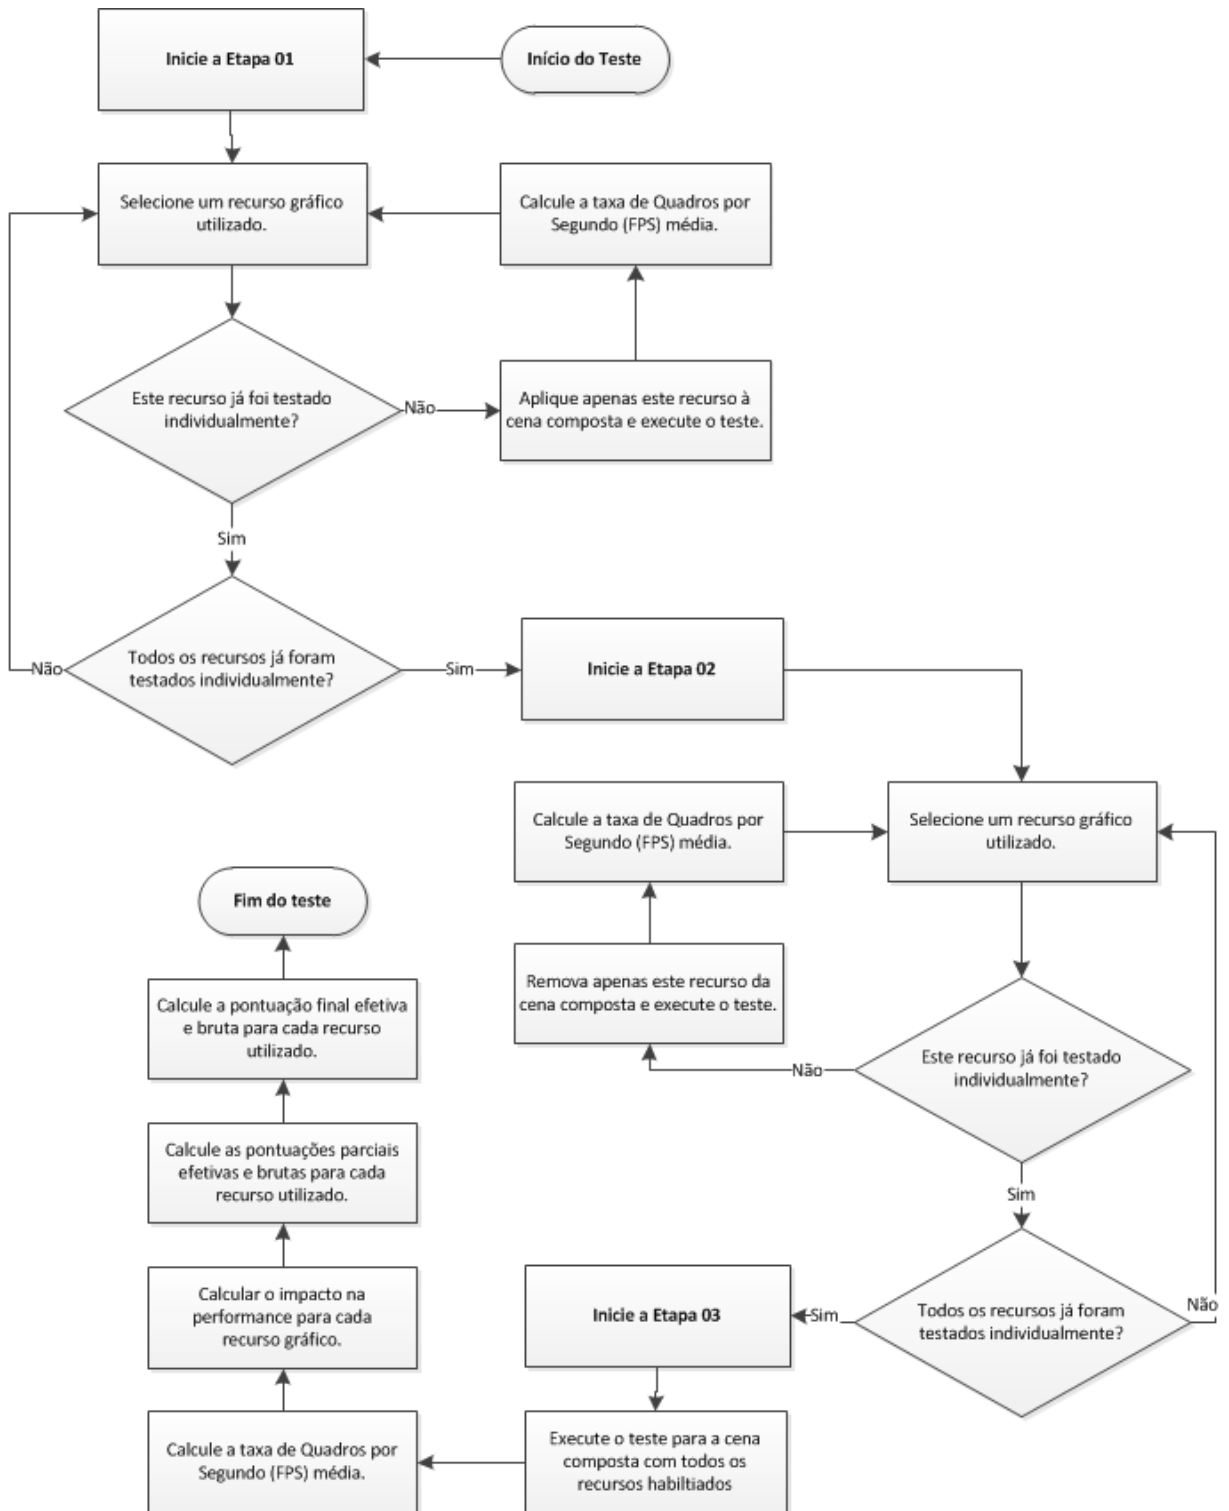 Início do Teste
Inicie a Etapa 01
Selecione um recurso gráfico
utilizado.
Calcule a taxa de Quadros por
Segundo (FPS) média.
Este recurso já foi testado
individualmente?
Não
Aplique apenas este recurso à
cena composta e execute o teste.
Sim
Todos os recursos já foram
testados individualmente?
Não
Sim
Inicie a Etapa 02
Selecione um recurso gráfico
utilizado.
Calcule a taxa de Quadros por
Segundo (FPS) média.
Remova apenas este recurso da
cena composta e execute o teste.
Não
Este recurso já foi testado
individualmente?
Sim
Todos os recursos já foram
testados individualmente?
Não
Sim
Inicie a Etapa 03
Execute o teste para a cena
composta com todos os
recursos habiltiados
Calcule a taxa de Quadros por
Segundo (FPS) média.
Calcular o impacto na
performance para cada
recurso gráfico.
Calcule as pontuações parciais
efetivas e brutas para cada
recurso utilizado.
Calcule a pontuação final efetiva
e bruta para cada recurso
utilizado.
Fim do teste